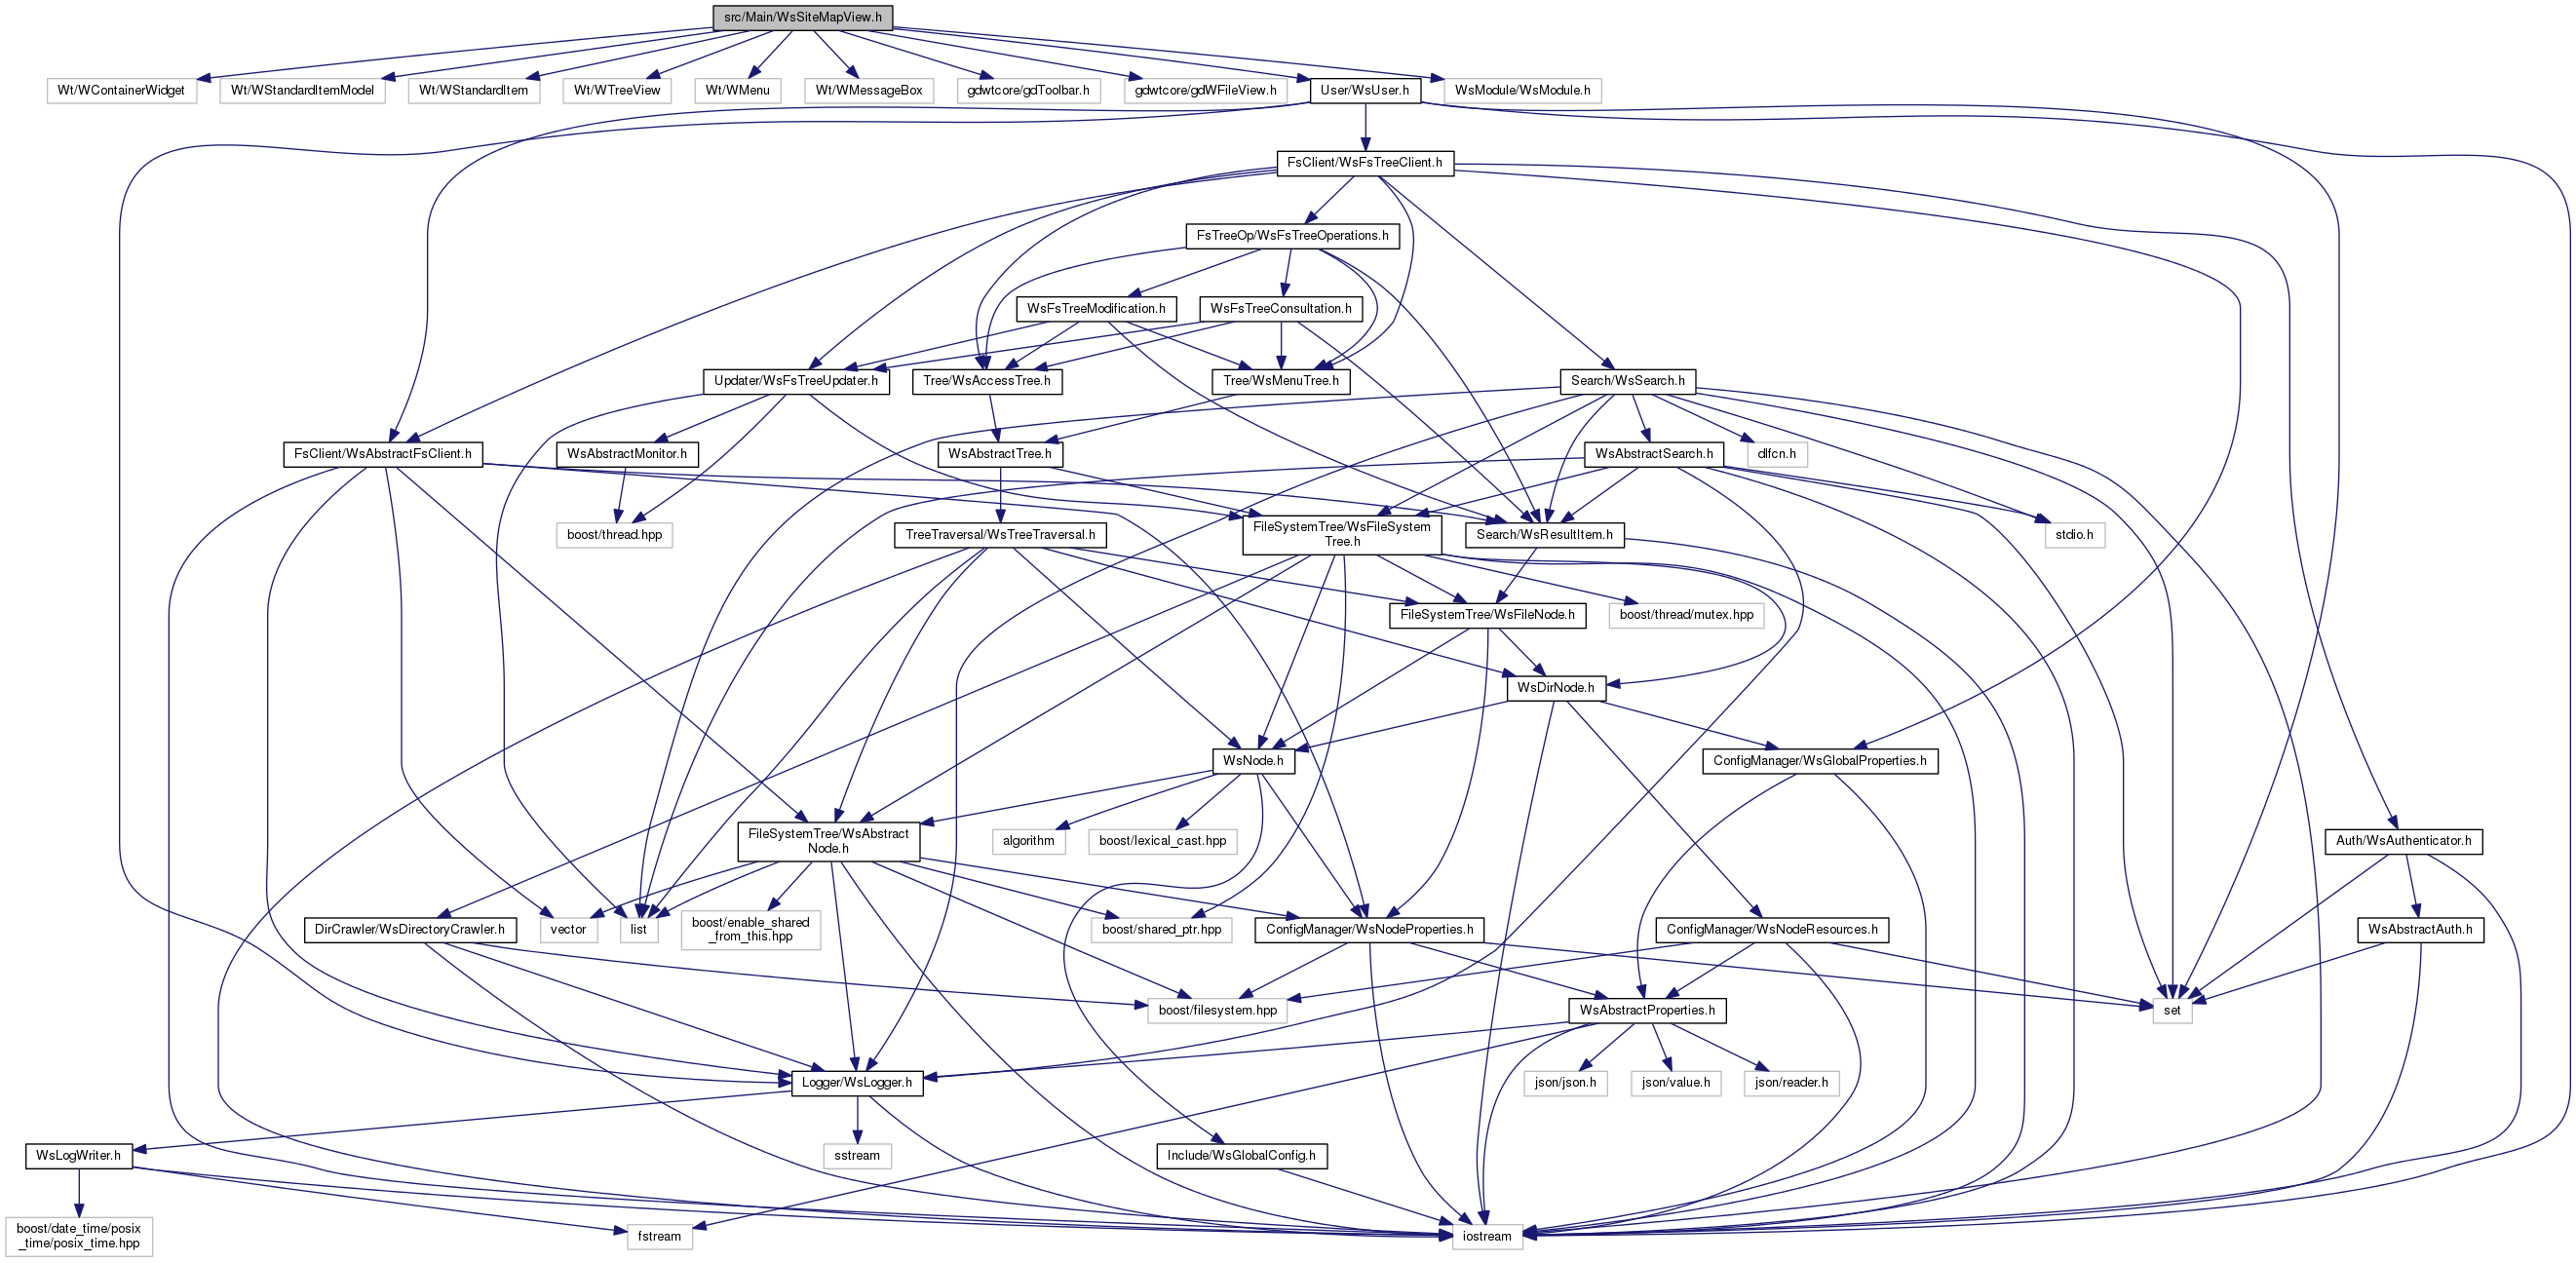 src/Main/WsSiteMapView.h
Wt/WContainerWidget
Wt/WStandardItemModel
Wt/WStandardItem
Wt/WTreeView
Wt/WMenu
Wt/WMessageBox
gdwtcore/gdToolbar.h
gdwtcore/gdWFileView.h
User/WsUser.h
WsModule/WsModule.h
FsClient/WsFsTreeClient.h
FsTreeOp/WsFsTreeOperations.h
WsFsTreeModification.h
WsFsTreeConsultation.h
Updater/WsFsTreeUpdater.h
Tree/WsAccessTree.h
Tree/WsMenuTree.h
Search/WsSearch.h
FsClient/WsAbstractFsClient.h
WsAbstractMonitor.h
WsAbstractTree.h
WsAbstractSearch.h
dlfcn.h
boost/thread.hpp
TreeTraversal/WsTreeTraversal.h
FileSystemTree/WsFileSystem
Tree.h
Search/WsResultItem.h
stdio.h
FileSystemTree/WsFileNode.h
boost/thread/mutex.hpp
WsDirNode.h
WsNode.h
ConfigManager/WsGlobalProperties.h
FileSystemTree/WsAbstract
Node.h
algorithm
boost/lexical_cast.hpp
Auth/WsAuthenticator.h
DirCrawler/WsDirectoryCrawler.h
vector
list
boost/enable_shared
_from_this.hpp
boost/shared_ptr.hpp
ConfigManager/WsNodeProperties.h
ConfigManager/WsNodeResources.h
WsAbstractAuth.h
boost/filesystem.hpp
WsAbstractProperties.h
set
Logger/WsLogger.h
json/json.h
json/value.h
json/reader.h
WsLogWriter.h
sstream
Include/WsGlobalConfig.h
boost/date_time/posix
_time/posix_time.hpp
fstream
iostream